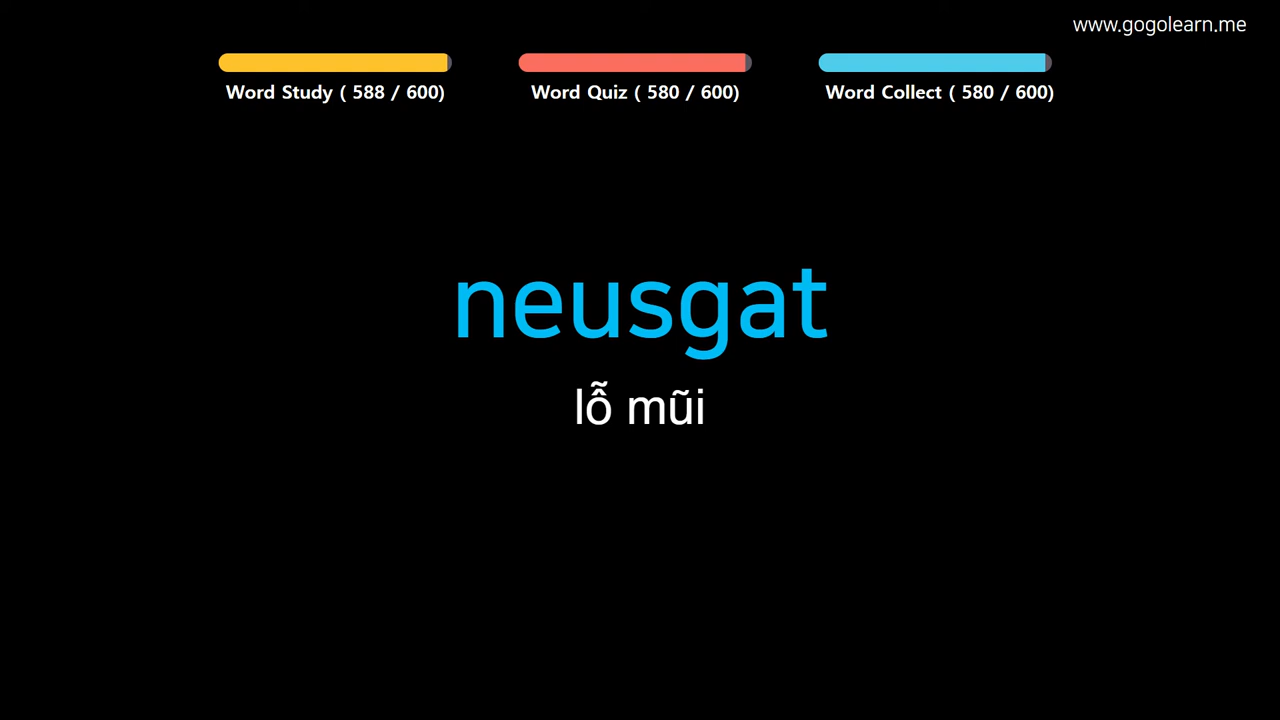 www.gogolearn.me
Word Study ( 588 / 600)
Word Quiz ( 580 / 600)
Word Collect ( 580 / 600)
neusgat
lỗ mũi